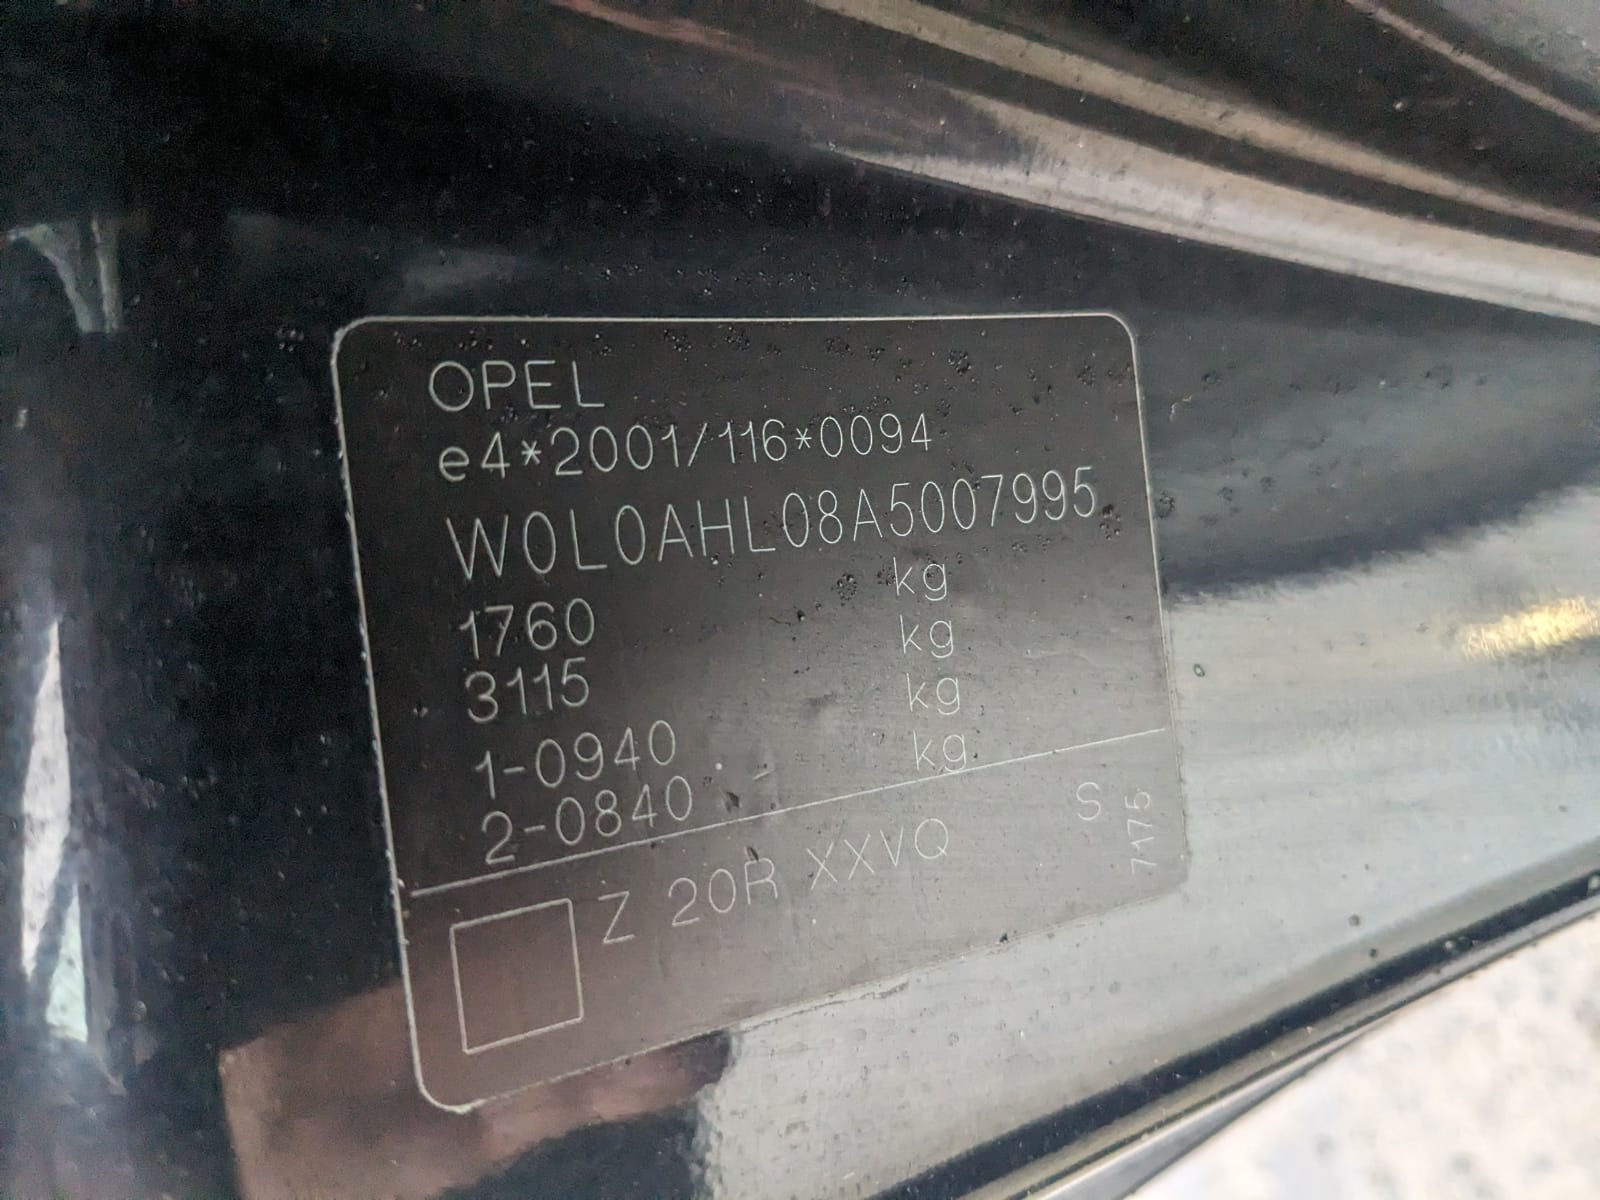 OPEL
e4*2001/116*0094
W0L0AHL08A5007995
1760 kg
3115 kg
1-0940 kg
2-0840 kg
Z 20R XXVQ S
7175